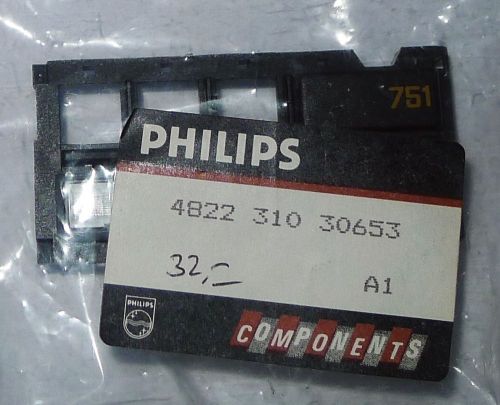 751
PHILIPS
4822 310 30653
32,-
A1
PHILIPS
COMPONENTS